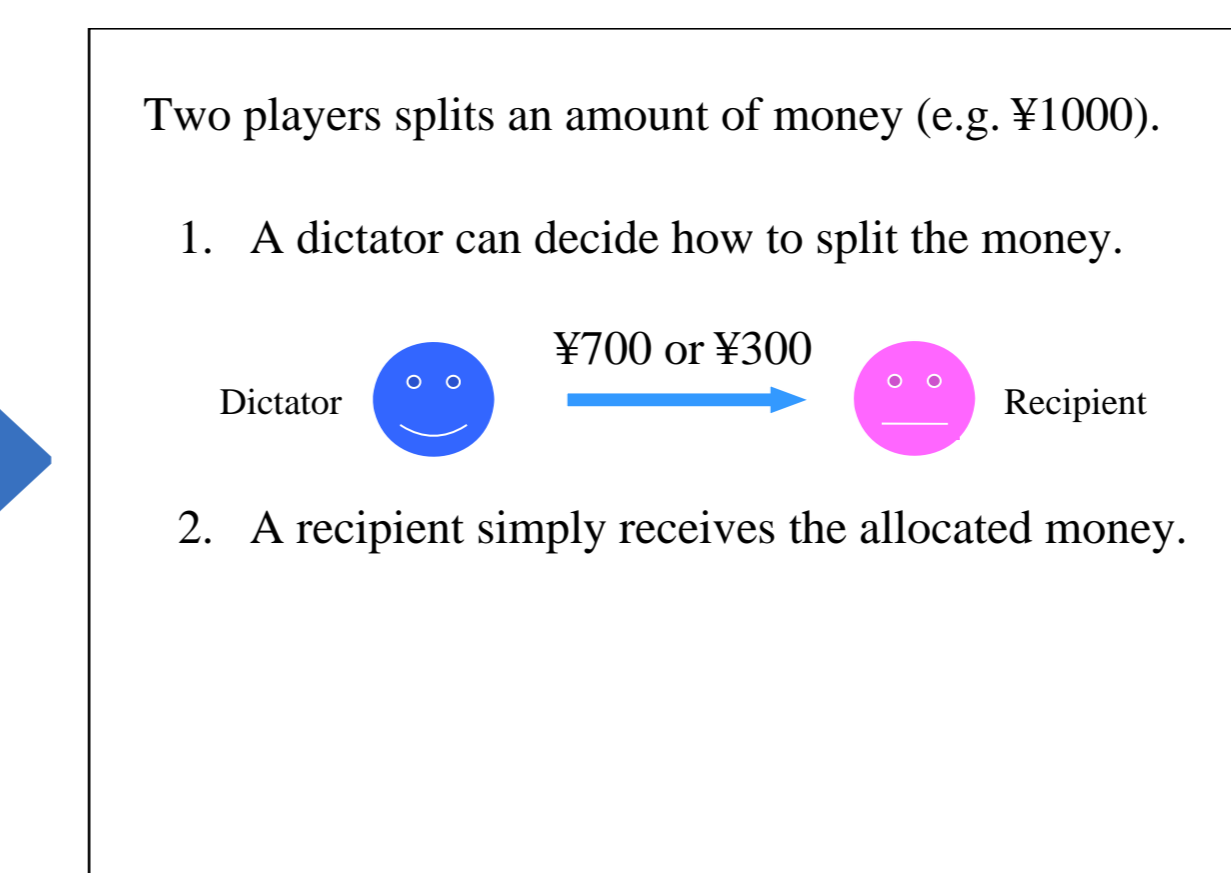 Two players splits an amount of money (e.g. ¥1000).
1. A dictator can decide how to split the money.
¥700 or ¥300
Dictator
Recipient
2. A recipient simply receives the allocated money.